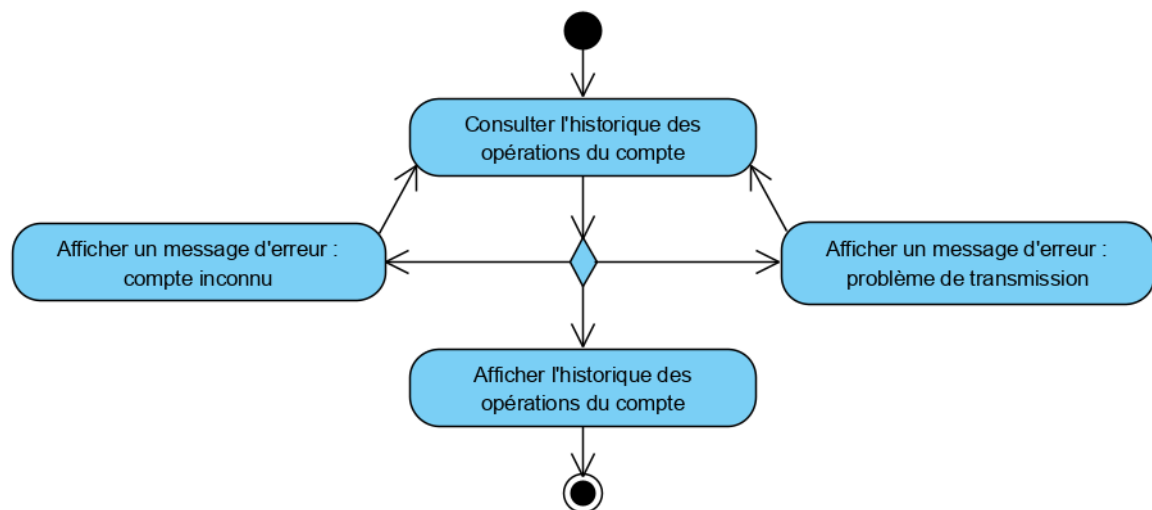 Consulter l'historique des
opérations du compte
Afficher un message d'erreur :
compte inconnu
Afficher un message d'erreur :
problème de transmission
Afficher l'historique des
opérations du compte